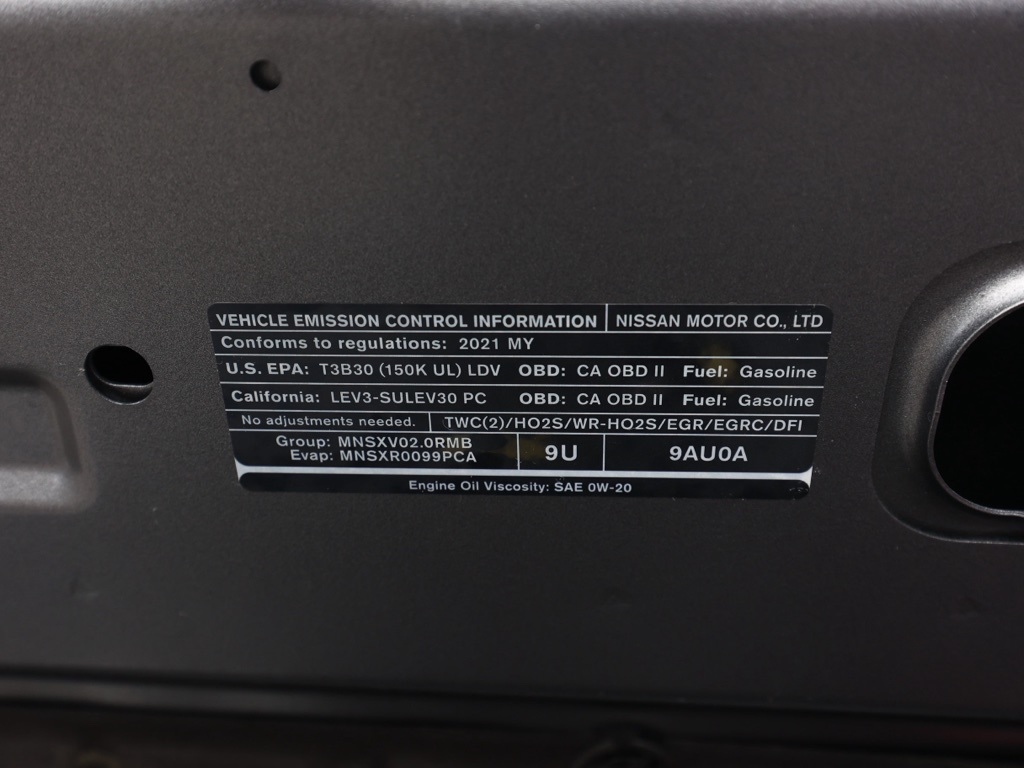 VEHICLE EMISSION CONTROL INFORMATION NISSAN MOTOR CO., LTD
Conforms to regulations: 2021 MY
U.S. EPA: T3B30 (150K UL) LDV OBD: CA OBD II Fuel: Gasoline
California: LEV3-SULEV30 PC OBD: CA OBD II Fuel: Gasoline
No adjustments needed. TWC(2)/HO2S/WR-HO2S/EGR/EGRC/DFI
Group: MNSXV02.0RMB
Evap: MNSXR0099PCA
9U 9AU0A
Engine Oil Viscosity: SAE 0W-20